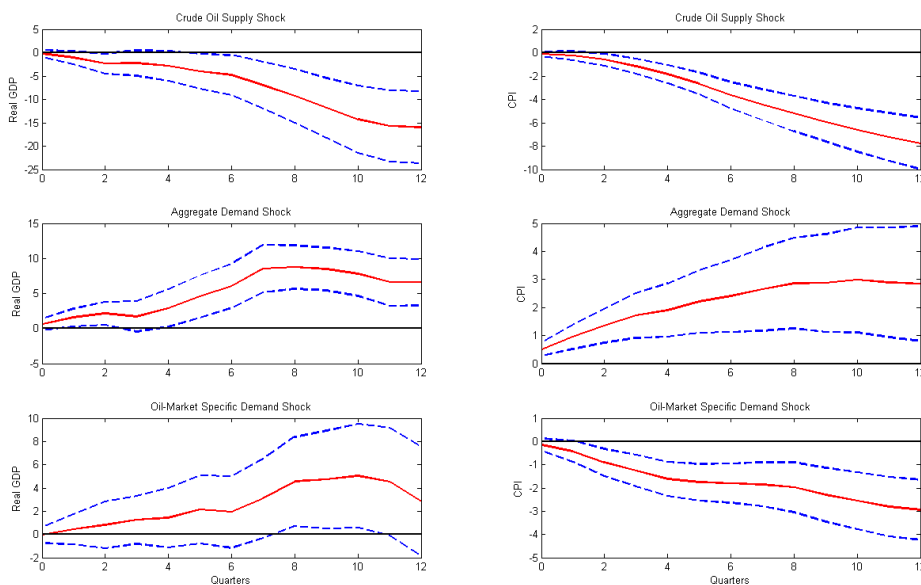 Crude Oil Supply Shock
5
0
-5
-10
-15
-20
-25
Real GDP
0 2 4 6 8 10 12
Crude Oil Supply Shock
2
0
-2
-4
-6
-8
-10
CPI
0 2 4 6 8 10 12
Aggregate Demand Shock
15
10
5
0
-5
Real GDP
0 2 4 6 8 10 12
Aggregate Demand Shock
5
4
3
2
1
0
CPI
0 2 4 6 8 10 12
Oil-Market Specific Demand Shock
10
8
6
4
2
0
-2
Real GDP
0 2 4 6 8 10 12
Quarters
Oil-Market Specific Demand Shock
1
0
-1
-2
-3
-4
-5
CPI
0 2 4 6 8 10 12
Quarters